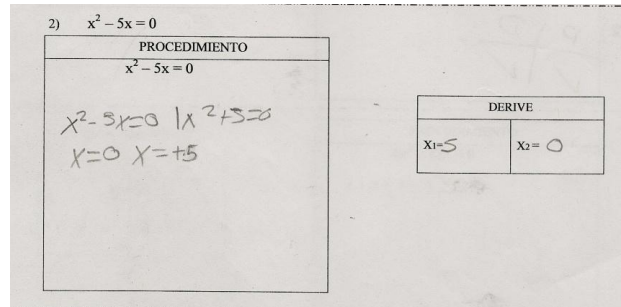 2) x² – 5x = 0
PROCEDIMIENTO
x² – 5x = 0
x²-5x=0 | x²+5=0
x=0 x=+5
DERIVE
X1=5 X2= 0